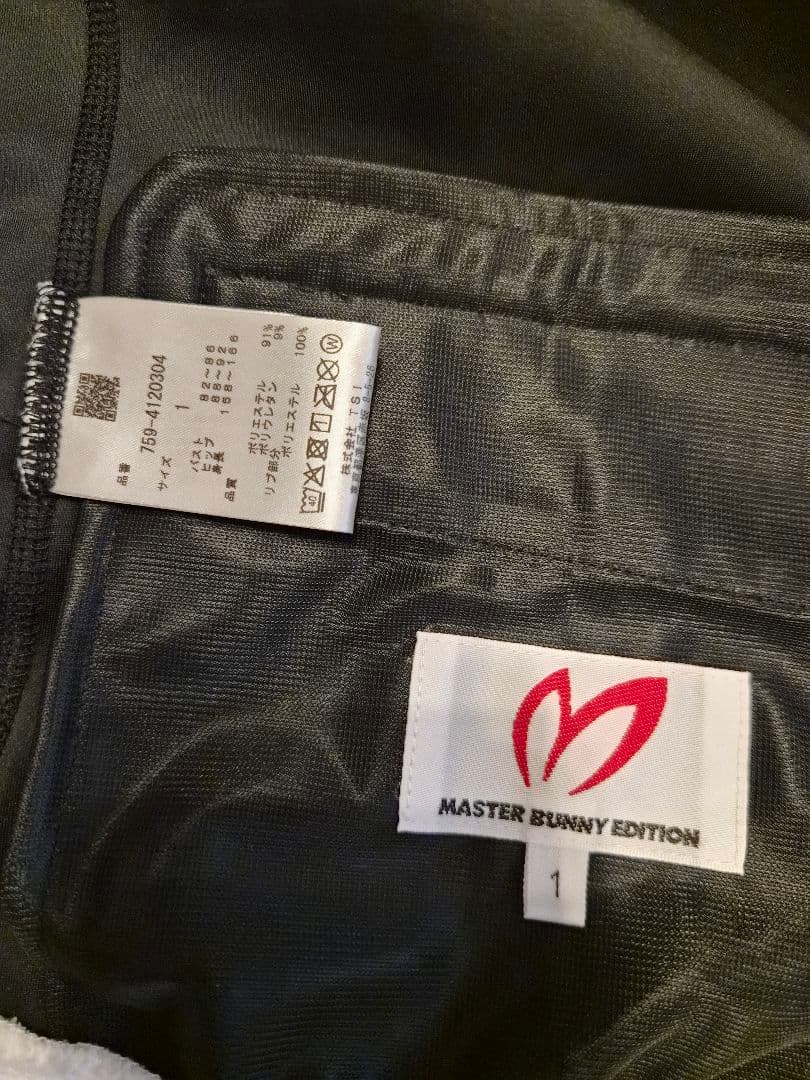 品番
759-4120304
サイズ
1
バスト 82~86
ヒップ 88~92
身長 158~166
品質
ポリエステル 91%
ポリウレタン 9%
リブ部分
ポリエステル 100%
40
W
株式会社 TSI
MASTER BUNNY EDITION
1